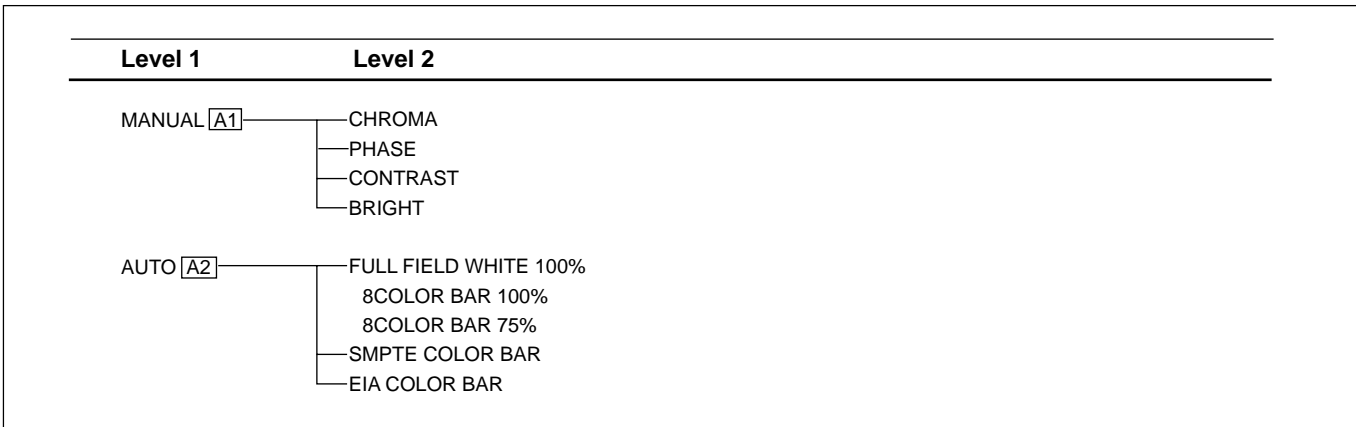 Level 1 Level 2
MANUAL A1 CHROMA
PHASE
CONTRAST
BRIGHT
AUTO A2 FULL FIELD WHITE 100%
8COLOR BAR 100%
8COLOR BAR 75%
SMPTE COLOR BAR
EIA COLOR BAR